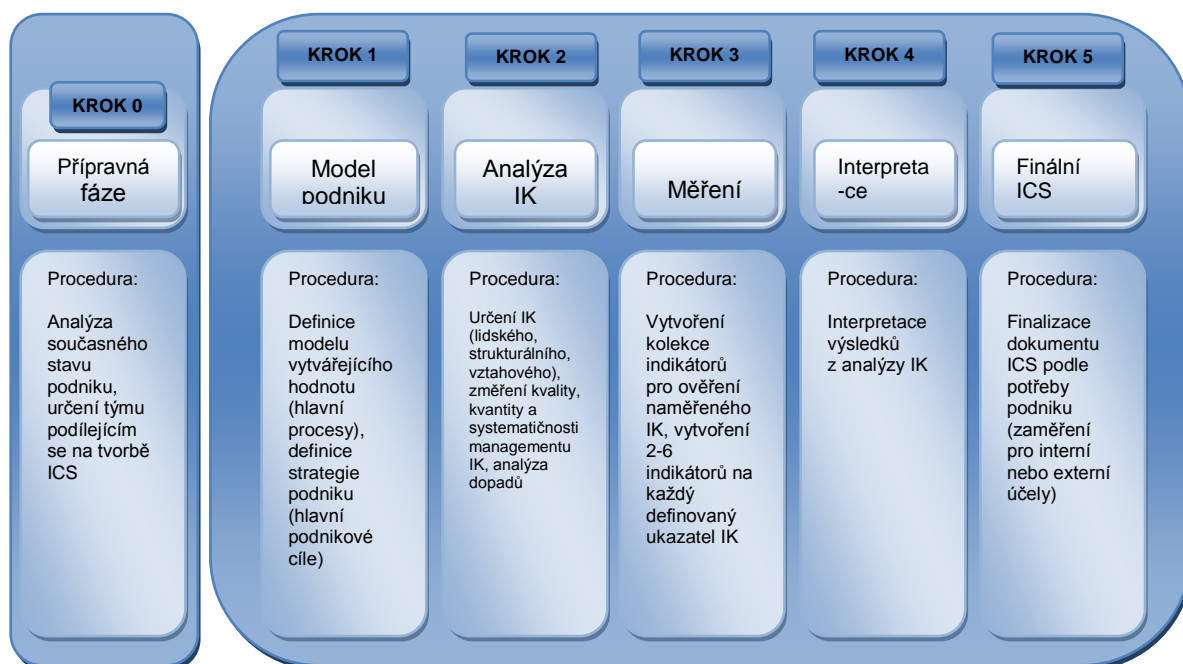 KROK 0
Přípravná
fáze
Procedura:
Analýza
současného
stavu
podniku,
určení týmu
podílejícím
se na tvorbě
ICS
KROK 1
Model
podniku
Procedura:
Definice
modelu
vytvářejícího
hodnotu
(hlavní
procesy),
definice
strategie
podniku
(hlavní
podnikové
cíle)
KROK 2
Analýza
IK
Procedura:
Určení IK
(lidského,
strukturálního,
vztahového),
změření kvality,
kvantity a
systematičnosti
managementu
IK, analýza
dopadů
KROK 3
Měření
Procedura:
Vytvoření
kolekce
indikátorů
pro ověření
naměřeného
IK, vytvoření
2-6
indikátorů na
každý
definovaný
ukazatel IK
KROK 4
Interpreta
-ce
Procedura:
Interpretace
výsledků
z analýzy IK
KROK 5
Finální
ICS
Procedura:
Finalizace
dokumentu
ICS podle
potřeby
podniku
(zaměření
pro interní
nebo externí
účely)